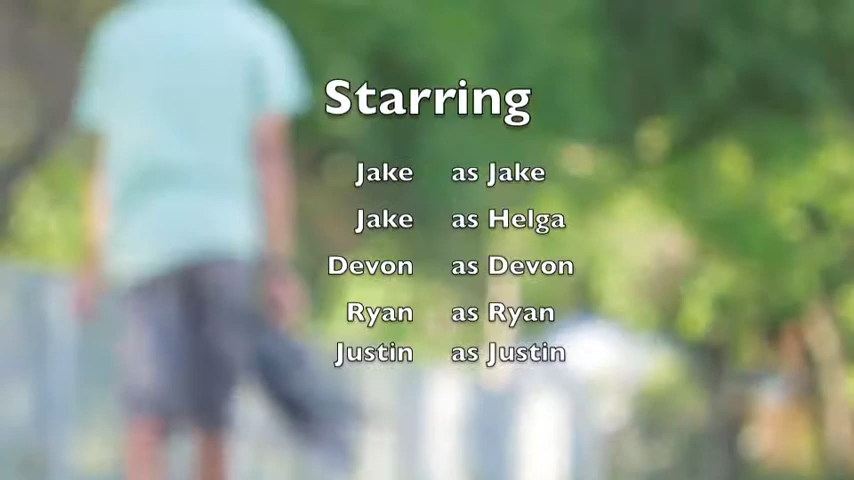 Starring
Jake as Jake
Jake as Helga
Devon as Devon
Ryan as Ryan
Justin as Justin